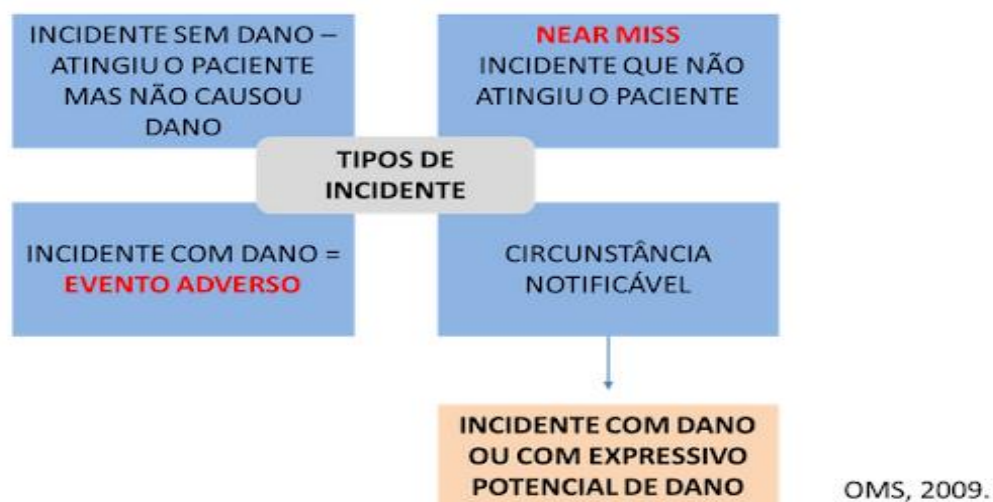 INCIDENTE SEM DANO –
ATINGIU O PACIENTE
MAS NÃO CAUSOU
DANO
NEAR MISS
INCIDENTE QUE NÃO
ATINGIU O PACIENTE
TIPOS DE
INCIDENTE
INCIDENTE COM DANO =
EVENTO ADVERSO
CIRCUNSTÂNCIA
NOTIFICÁVEL
INCIDENTE COM DANO
OU COM EXPRESSIVO
POTENCIAL DE DANO
OMS, 2009.